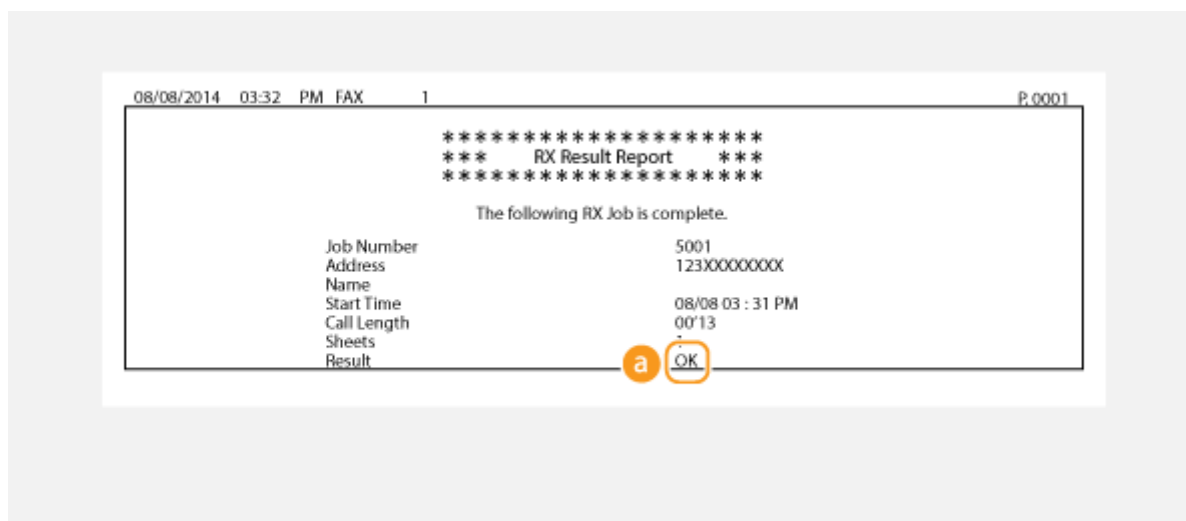 08/08/2014 03:32 PM FAX 1 P. 0001
********************
*** RX Result Report ***
********************
The following RX Job is complete.
Job Number 5001
Address 123XXXXXXXX
Name
Start Time 08/08 03 : 31 PM
Call Length 00'13
Sheets
Result a OK